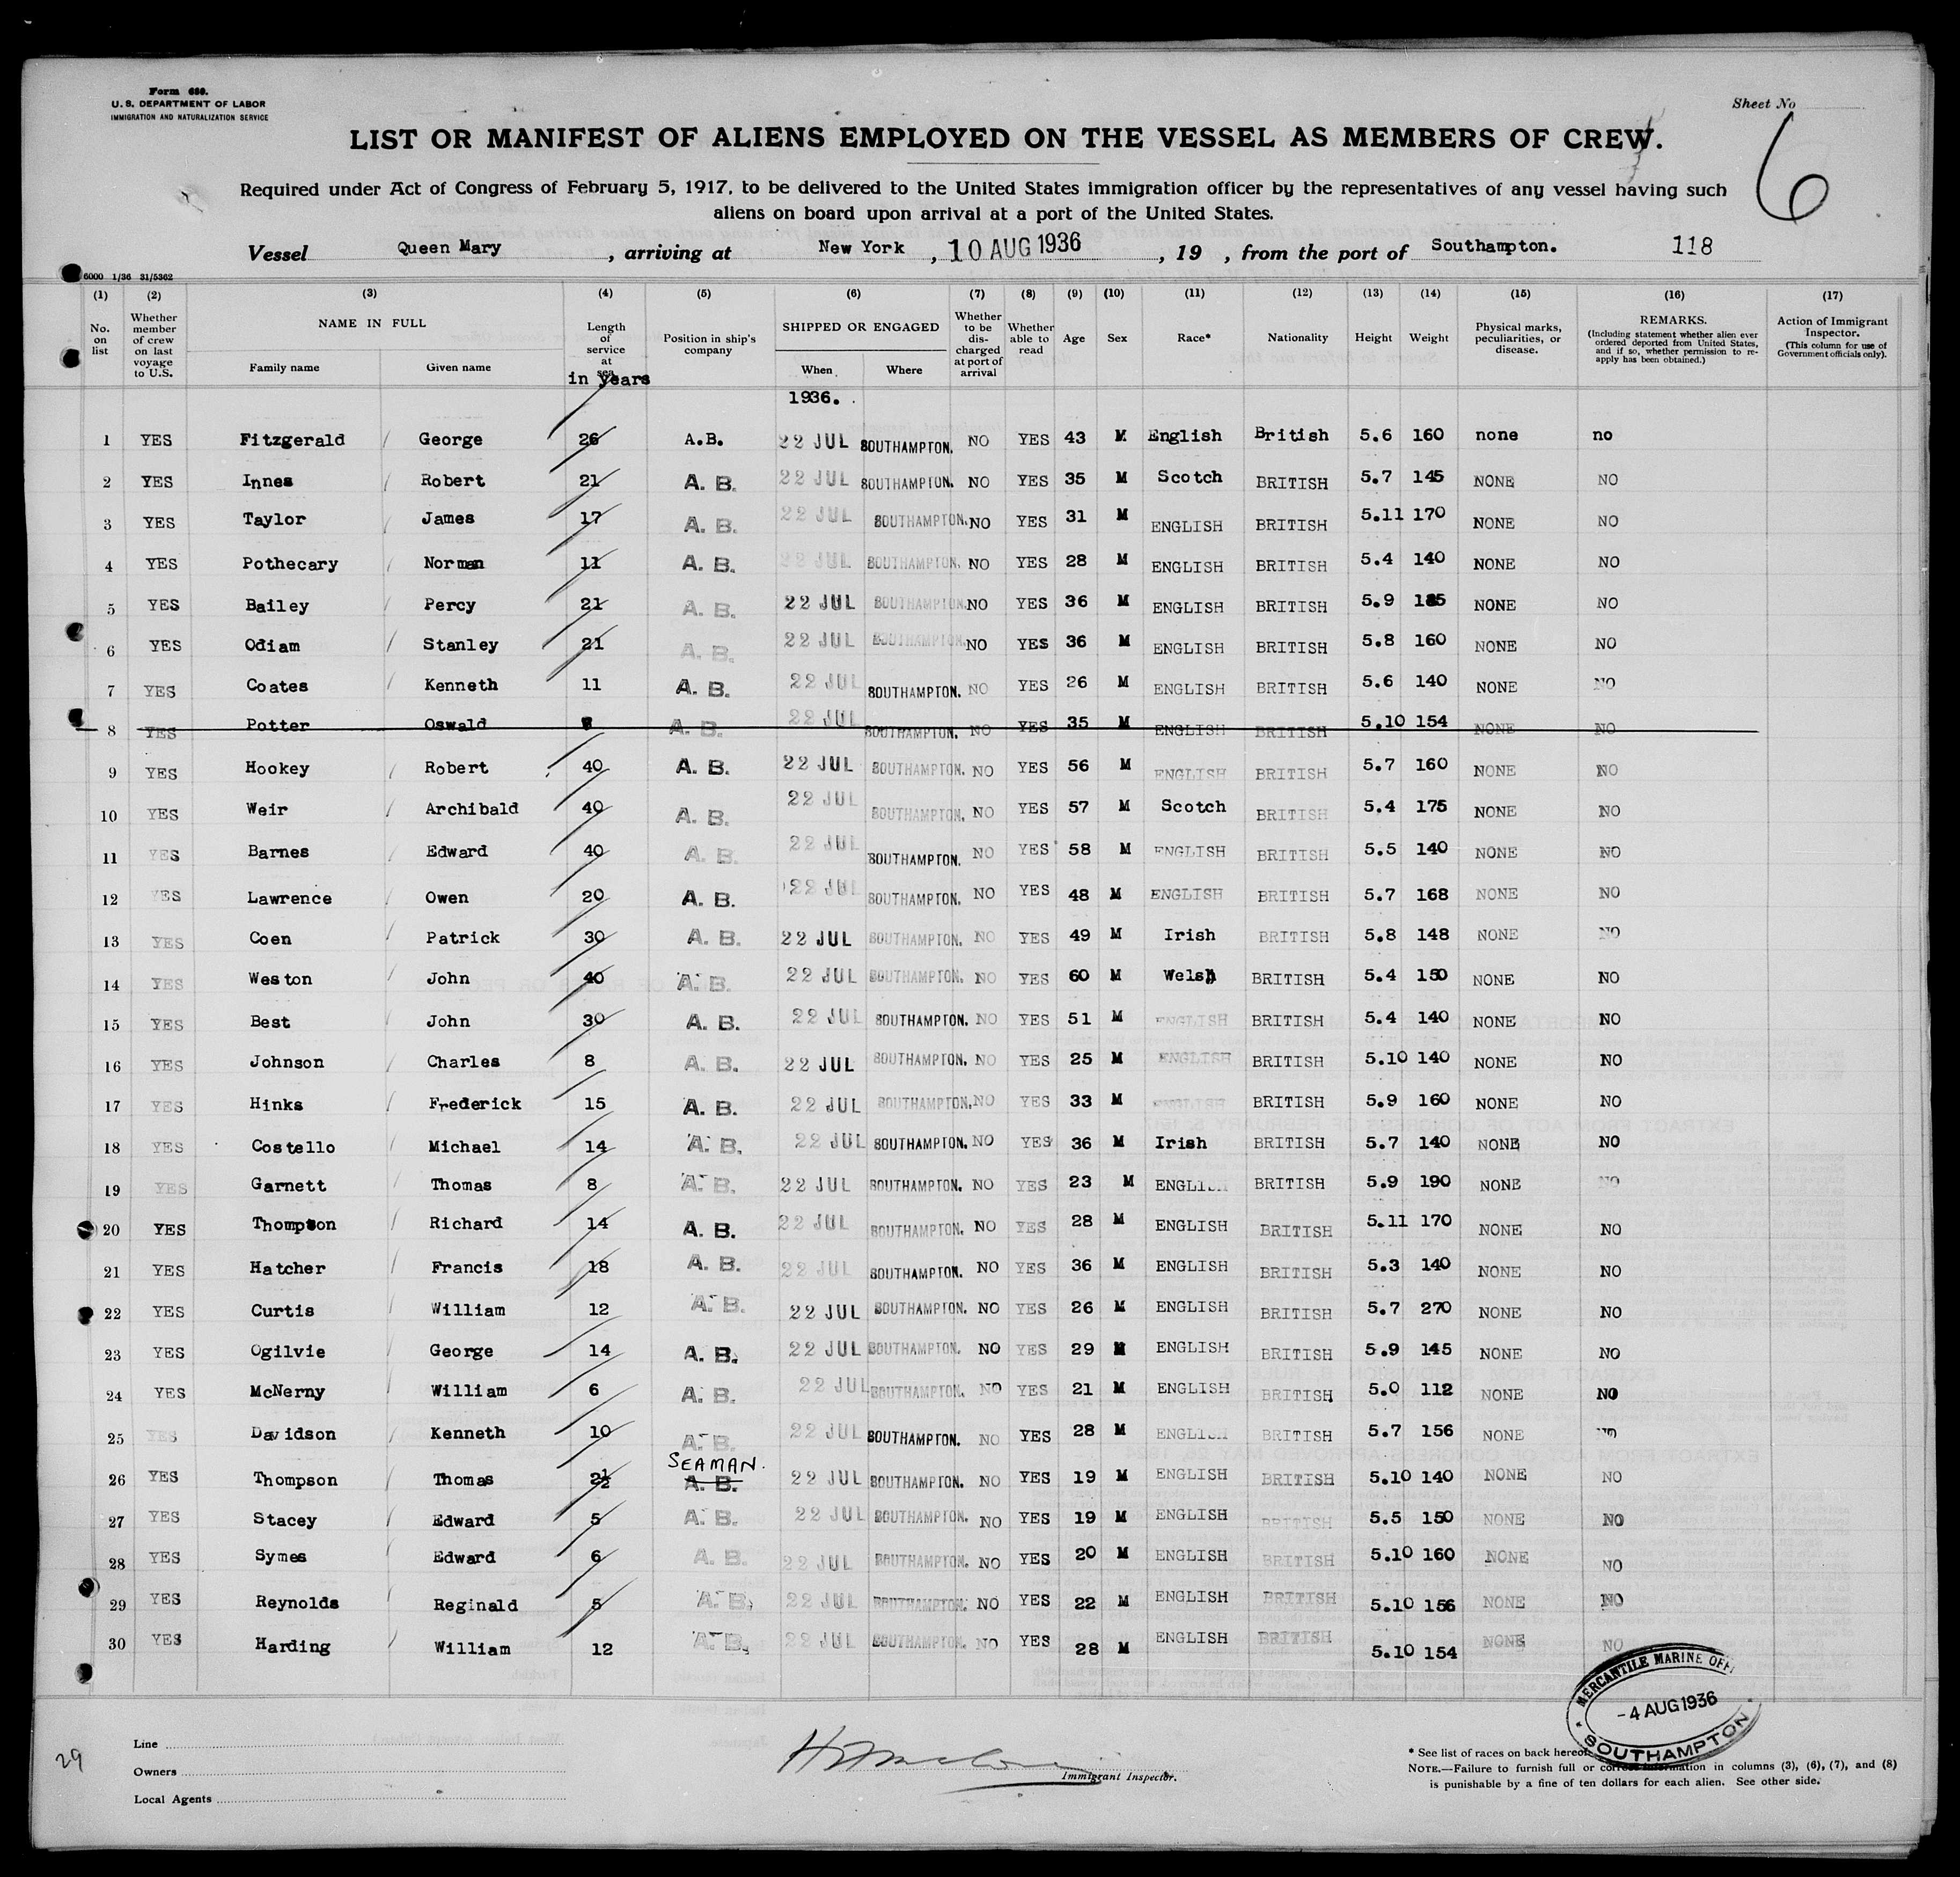 Form 680.
U. S. DEPARTMENT OF LABOR
IMMIGRATION AND NATURALIZATION SERVICE
Sheet No
6
LIST OR MANIFEST OF ALIENS EMPLOYED ON THE VESSEL AS MEMBERS OF CREW.
Required under Act of Congress of February 5, 1917, to be delivered to the United States immigration officer by the representatives of any vessel having such
aliens on board upon arrival at a port of the United States.
Vessel Queen Mary, arriving at New York, 10 AUG 1936, 19 , from the port of Southampton. 118
6000 1/36 31/5362
(1) (2) (3) (4) (5) (6) (7) (8) (9) (10) (11) (12) (13) (14) (15) (16) (17)
No. on list
Whether member of crew on last voyage to U.S.
NAME IN FULL
Family name Given name
Length of service at sea
in years
Position in ship's company
SHIPPED OR ENGAGED
When Where
Whether to be discharged at port of arrival
Whether able to read
Age Sex Race* Nationality Height Weight
Physical marks, peculiarities, or disease.
REMARKS.
(Including statement whether alien ever ordered deported from United States, and if so, whether permission to reapply has been obtained.)
Action of Immigrant Inspector.
(This column for use of Government officials only).
1936.
1 YES Fitzgerald George 26 A.B. 22 JUL SOUTHAMPTON. NO YES 43 M English British 5.6 160 none no
2 YES Innes Robert 21 A. B. 22 JUL SOUTHAMPTON. NO YES 35 M Scotch BRITISH 5.7 145 NONE NO
3 YES Taylor James 17 A. B. 22 JUL SOUTHAMPTON. NO YES 31 M ENGLISH BRITISH 5.11 170 NONE NO
4 YES Pothecary Norman 11 A. B. 22 JUL SOUTHAMPTON. NO YES 28 M ENGLISH BRITISH 5.4 140 NONE NO
5 YES Bailey Percy 21 A. B. 22 JUL SOUTHAMPTON. NO YES 36 M ENGLISH BRITISH 5.9 NONE NO
6 YES Odiam Stanley 21 A. B. 22 JUL SOUTHAMPTON. NO YES 36 M ENGLISH BRITISH 5.8 160 NONE NO
7 YES Coates Kenneth 11 A. B. 22 JUL SOUTHAMPTON. NO YES 26 M ENGLISH BRITISH 5.6 140 NONE NO
8 YES Potter Oswald A. B. 22 JUL SOUTHAMPTON. NO YES 35 M ENGLISH BRITISH 5.10 154 NONE NO
9 YES Hookey Robert 40 A. B. 22 JUL SOUTHAMPTON. NO YES 56 M ENGLISH BRITISH 5.7 160 NONE NO
10 YES Weir Archibald 40 A. B. 22 JUL SOUTHAMPTON. NO YES 57 M Scotch BRITISH 5.4 175 NONE NO
11 YES Barnes Edward 40 A. B. 22 JUL SOUTHAMPTON. NO YES 58 M ENGLISH BRITISH 5.5 140 NONE NO
12 YES Lawrence Owen 20 A. B. 22 JUL SOUTHAMPTON. NO YES 48 M ENGLISH BRITISH 5.7 168 NONE NO
13 YES Coen Patrick 30 A. B. 22 JUL SOUTHAMPTON. NO YES 49 M Irish BRITISH 5.8 148 NONE NO
14 YES Weston John 40 A. B. 22 JUL SOUTHAMPTON. NO YES 60 M Welsh BRITISH 5.4 150 NONE NO
15 YES Best John 30 A. B. 22 JUL SOUTHAMPTON. NO YES 51 M ENGLISH BRITISH 5.4 140 NONE NO
16 YES Johnson Charles 8 A. B. 22 JUL SOUTHAMPTON. NO YES 25 M ENGLISH BRITISH 5.10 140 NONE NO
17 YES Hinks Frederick 15 A. B. 22 JUL SOUTHAMPTON. NO YES 33 M ENGLISH BRITISH 5.9 160 NONE NO
18 YES Costello Michael 14 A. B. 22 JUL SOUTHAMPTON. NO YES 36 M Irish BRITISH 5.7 140 NONE NO
19 YES Garnett Thomas 8 A. B. 22 JUL SOUTHAMPTON. NO YES 23 M ENGLISH BRITISH 5.9 190 NONE NO
20 YES Thompson Richard 14 A. B. 22 JUL SOUTHAMPTON. NO YES 28 M ENGLISH BRITISH 5.11 170 NONE NO
21 YES Hatcher Francis 18 A. B. 22 JUL SOUTHAMPTON. NO YES 36 M ENGLISH BRITISH 5.3 140 NONE NO
22 YES Curtis William 12 A. B. 22 JUL SOUTHAMPTON. NO YES 26 M ENGLISH BRITISH 5.7 270 NONE NO
23 YES Ogilvie George 14 A. B. 22 JUL SOUTHAMPTON. NO YES 29 M ENGLISH BRITISH 5.9 145 NONE NO
24 YES McNerny William 6 A. B. 22 JUL SOUTHAMPTON. NO YES 21 M ENGLISH BRITISH 5.0 112 NONE NO
25 YES Davidson Kenneth 10 A. B. 22 JUL SOUTHAMPTON. NO YES 28 M ENGLISH BRITISH 5.7 156 NONE NO
SEAMAN.
26 YES Thompson Thomas 2½ A. B. 22 JUL SOUTHAMPTON. NO YES 19 M ENGLISH BRITISH 5.10 140 NONE NO
27 YES Stacey Edward 5 A. B. 22 JUL SOUTHAMPTON. NO YES 19 M ENGLISH BRITISH 5.5 150 NONE NO
28 YES Symes Edward 6 A. B. 22 JUL SOUTHAMPTON. NO YES 20 M ENGLISH BRITISH 5.10 160 NONE NO
29 YES Reynolds Reginald 5 A. B. 22 JUL SOUTHAMPTON. NO YES 22 M ENGLISH BRITISH 5.10 156 NONE NO
30 YES Harding William 12 A. B. 22 JUL SOUTHAMPTON. NO YES 28 M ENGLISH BRITISH 5.10 154 NONE NO
MERCANTILE MARINE OFF
-4 AUG 1936
SOUTHAMPTON
29
Line
Owners
Local Agents
Immigrant Inspector.
* See list of races on back hereof.
NOTE.—Failure to furnish full or correct information in columns (3), (6), (7), and (8)
is punishable by a fine of ten dollars for each alien. See other side.